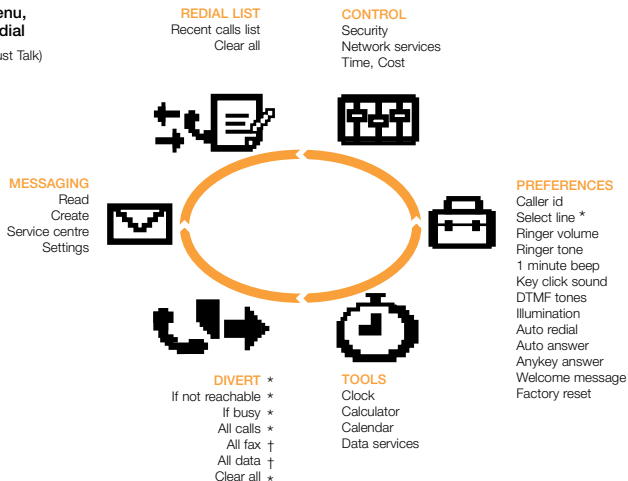 enu,
dial
ust Talk)
REDIAL LIST
Recent calls list
Clear all
CONTROL
Security
Network services
Time, Cost
MESSAGING
Read
Create
Service centre
Settings
PREFERENCES
Caller id
Select line *
Ringer volume
Ringer tone
1 minute beep
Key click sound
DTMF tones
Illumination
Auto redial
Auto answer
Anykey answer
Welcome message
Factory reset
DIVERT *
If not reachable *
If busy *
All calls *
All fax †
All data †
Clear all *
TOOLS
Clock
Calculator
Calendar
Data services